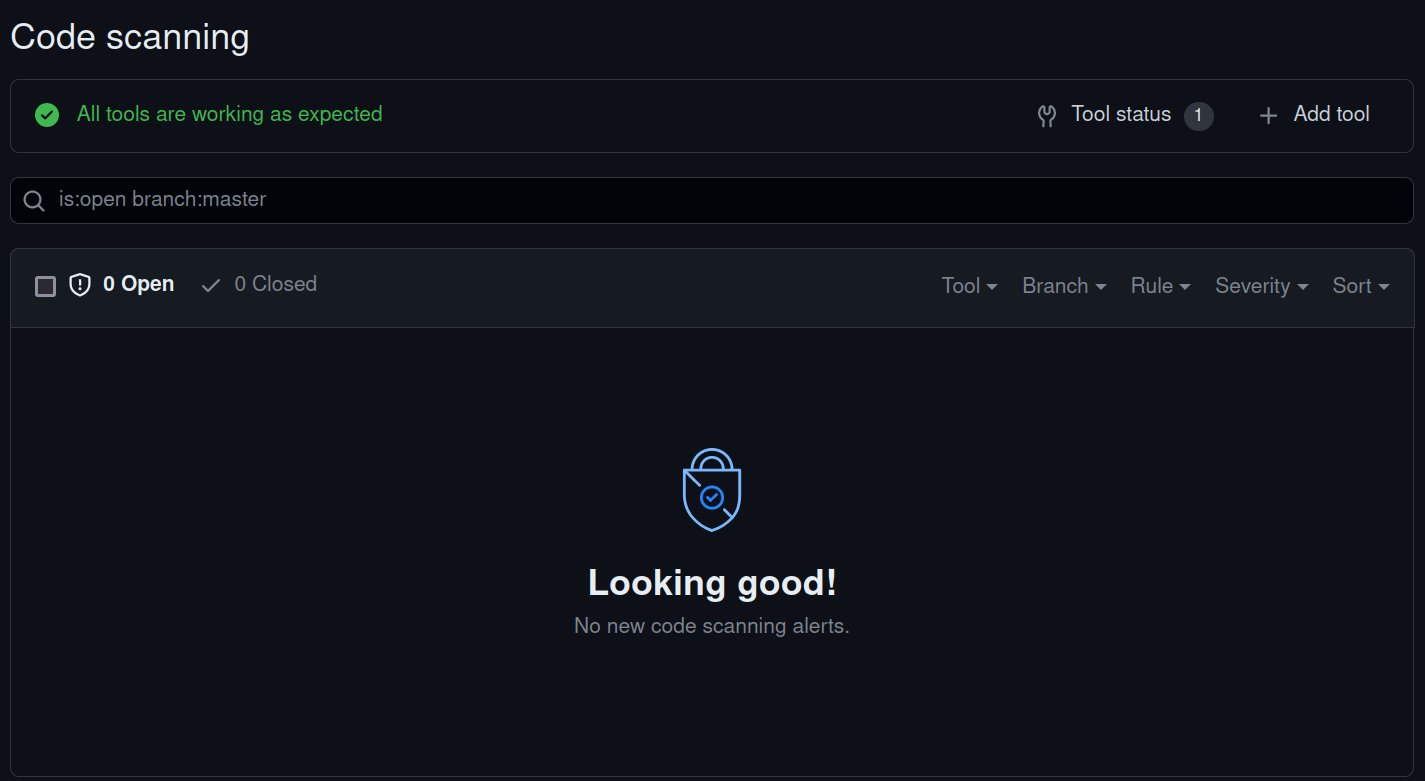 Code scanning
All tools are working as expected Tool status 1 Add tool
is:open branch:master
0 Open 0 Closed Tool Branch Rule Severity Sort
Looking good!
No new code scanning alerts.